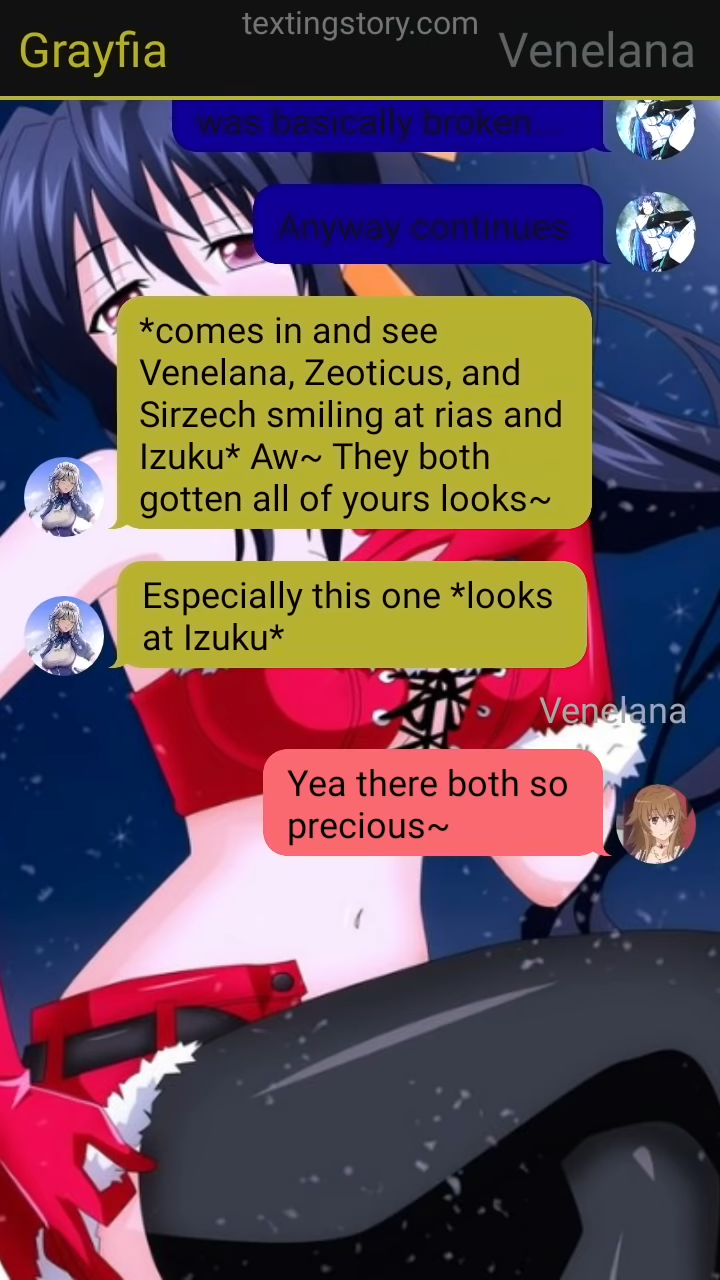 textingstory.com
Grayfia
Venelana
was basically broken...
Anyway continues
*comes in and see
Venelana, Zeoticus, and
Sirzech smiling at rias and
Izuku* Aw~ They both
gotten all of yours looks~
Especially this one *looks
at Izuku*
Venelana
Yea there both so
precious~